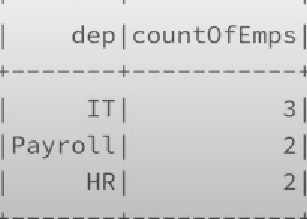 | dep|countOfEmps|
+-------+-----------+
| IT| 3|
|Payroll| 2|
| HR| 2|
+-------+-----------+